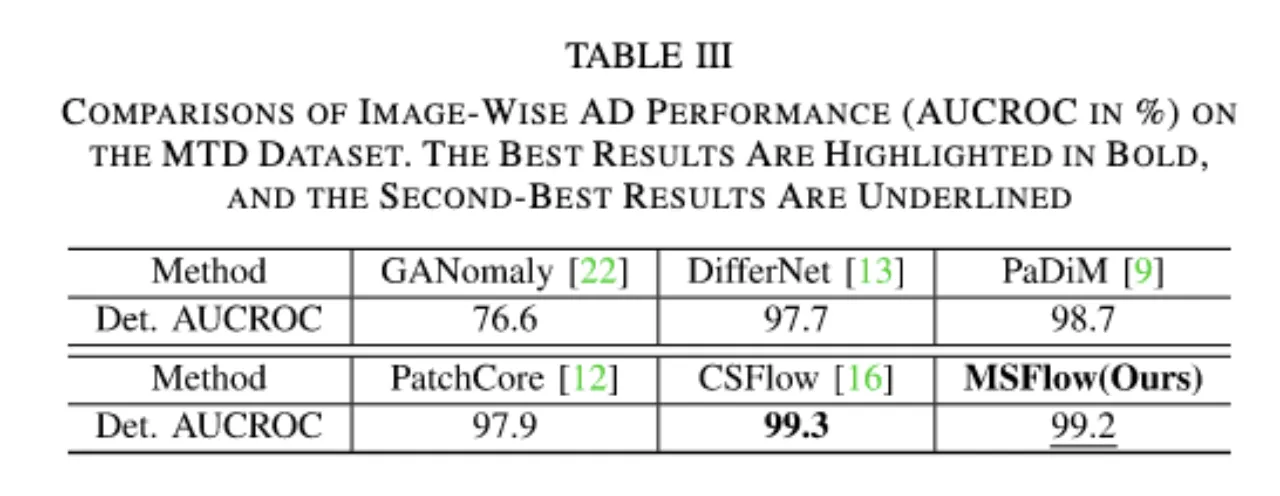 TABLE III
COMPARISONS OF IMAGE-WISE AD PERFORMANCE (AUCROC IN %) ON
THE MTD DATASET. THE BEST RESULTS ARE HIGHLIGHTED IN BOLD,
AND THE SECOND-BEST RESULTS ARE UNDERLINED
Method GANomaly [22] DifferNet [13] PaDiM [9]
Det. AUCROC 76.6 97.7 98.7
Method PatchCore [12] CSFlow [16] MSFlow(Ours)
Det. AUCROC 97.9 99.3 99.2